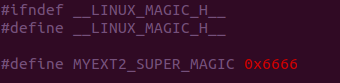 #ifndef __LINUX_MAGIC_H__
#define __LINUX_MAGIC_H__
#define MYEXT2_SUPER_MAGIC 0x6666